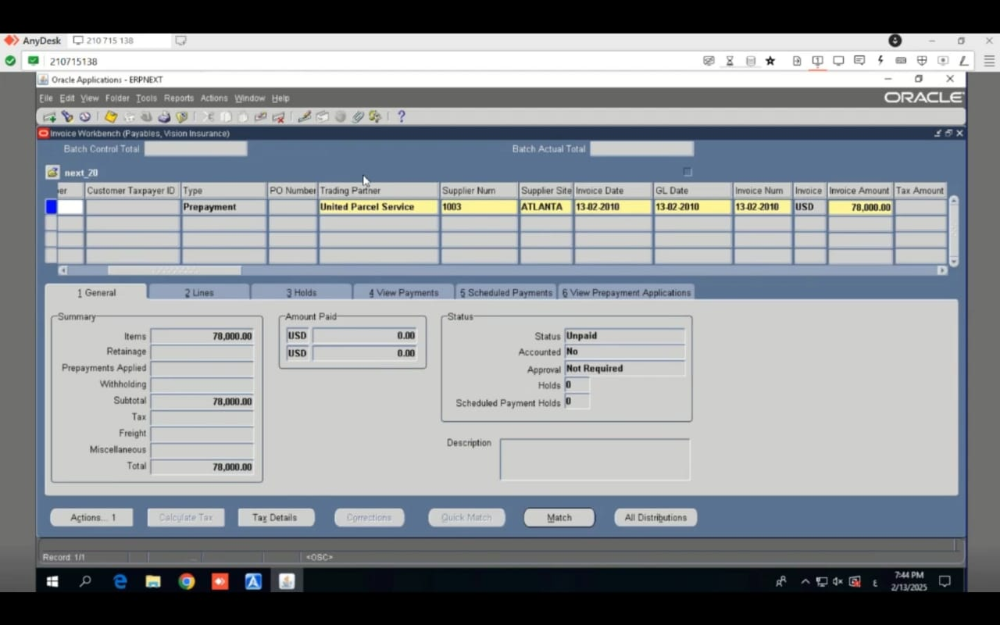 AnyDesk 210 715 138
210715138
Oracle Applications - ERPNEXT
File Edit View Folder Tools Reports Actions Window Help
ORACLE
Invoice Workbench (Payables, Vision Insurance)
Batch Control Total
Batch Actual Total
next_20
er Customer Taxpayer ID Type PO Number Trading Partner Supplier Num Supplier Site Invoice Date GL Date Invoice Num Invoice Invoice Amount Tax Amount
Prepayment United Parcel Service 1003 ATLANTA 13-02-2010 13-02-2010 13-02-2010 USD 78,000.00
1 General 2 Lines 3 Holds 4 View Payments 5 Scheduled Payments 6 View Prepayment Applications
Summary
Items 78,000.00
Retainage
Prepayments Applied
Withholding
Subtotal 78,000.00
Tax
Freight
Miscellaneous
Total 78,000.00
Amount Paid
USD 0.00
USD 0.00
Status
Status Unpaid
Accounted No
Approval Not Required
Holds 0
Scheduled Payment Holds 0
Description
Actions... 1 Calculate Tax Tax Details Corrections Quick Match Match All Distributions
Record: 1/1 ... <OSC>
ع 7:44 PM
2/13/2025